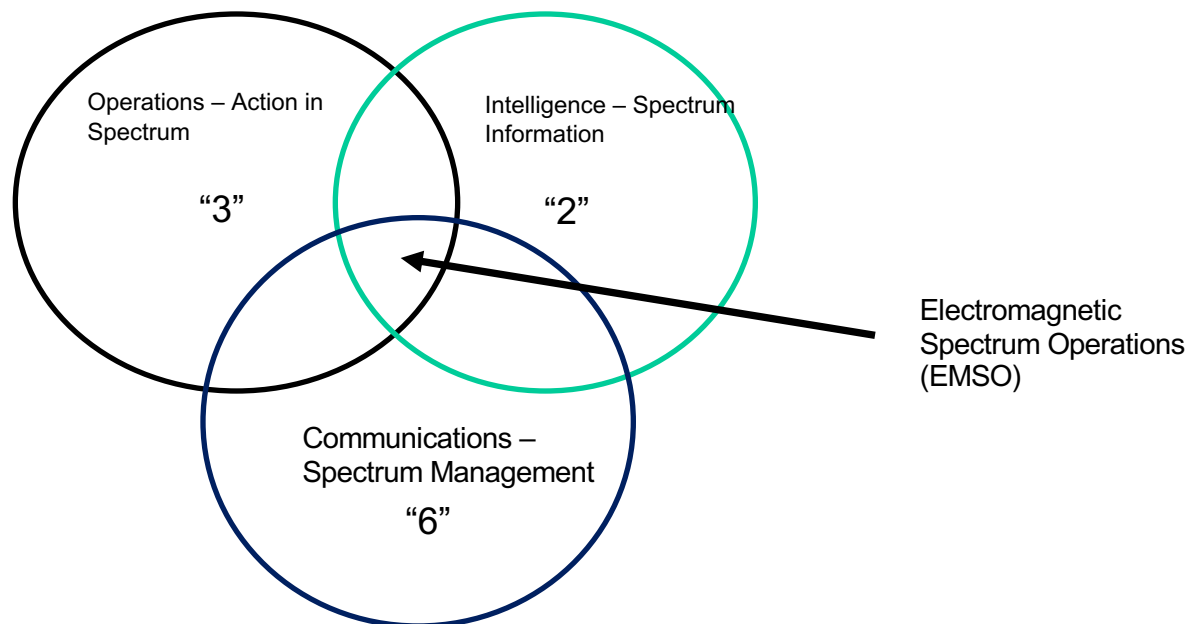 Operations – Action in
Spectrum
“3”
Intelligence – Spectrum
Information
“2”
Electromagnetic
Spectrum Operations
(EMSO)
Communications –
Spectrum Management
“6”